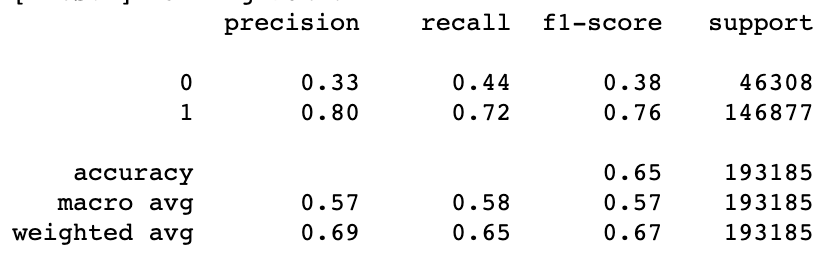 precision recall f1-score support
0 0.33 0.44 0.38 46308
1 0.80 0.72 0.76 146877
accuracy 0.65 193185
macro avg 0.57 0.58 0.57 193185
weighted avg 0.69 0.65 0.67 193185